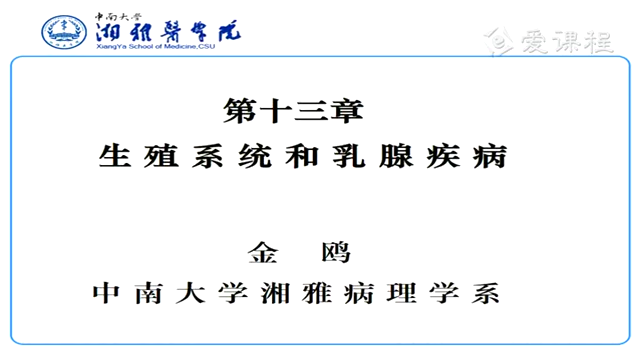 中南大学
湘雅醫学院
XiangYa School of Medicine,CSU
爱课程
第十三章
生殖系统和乳腺疾病
金 鸥
中南大学湘雅病理学系